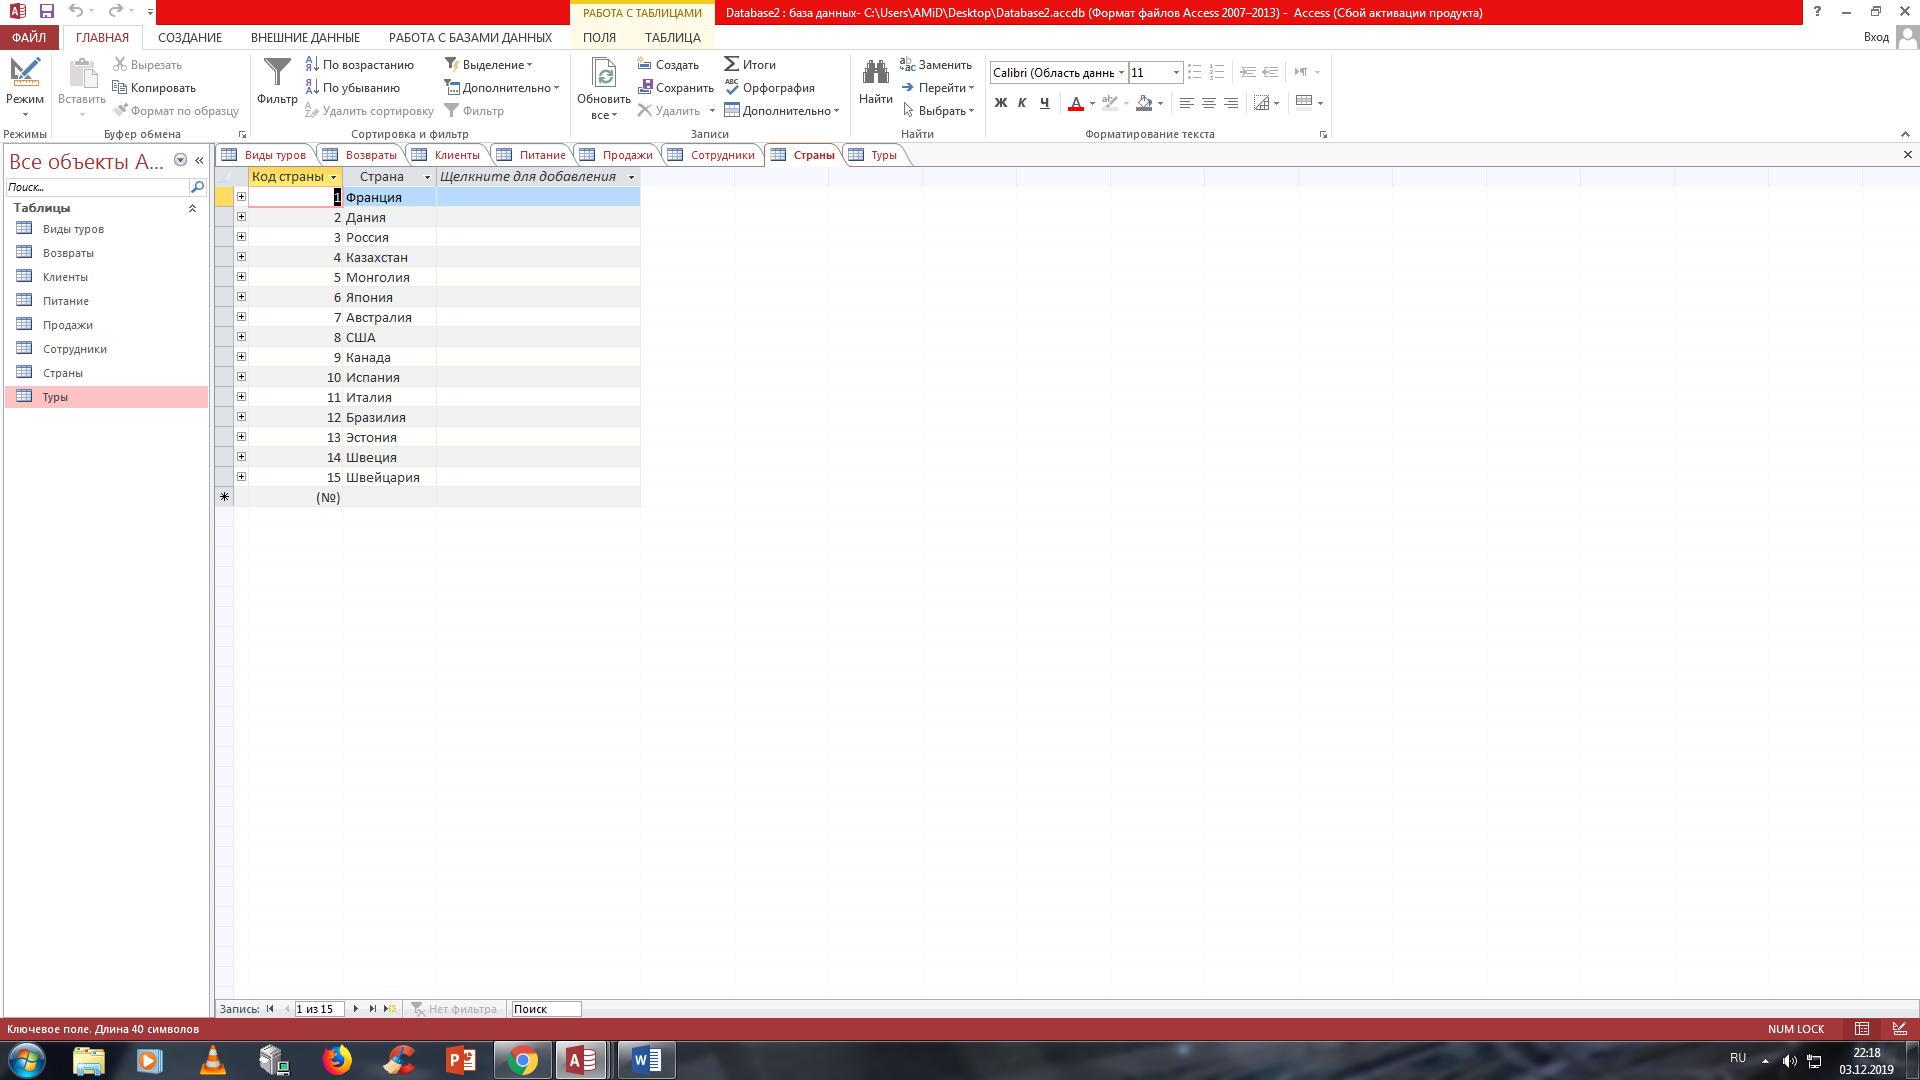 РАБОТА С ТАБЛИЦАМИ
Database2 : база данных- C:\Users\AMiD\Desktop\Database2.accdb (Формат файлов Access 2007–2013) - Access (Сбой активации продукта)
ФАЙЛ ГЛАВНАЯ СОЗДАНИЕ ВНЕШНИЕ ДАННЫЕ РАБОТА С БАЗАМИ ДАННЫХ ПОЛЯ ТАБЛИЦА Вход
Режим
Режимы
Вставить
Вырезать
Копировать
Формат по образцу
Буфер обмена
Фильтр
По возрастанию
По убыванию
Удалить сортировку
Выделение
Дополнительно
Фильтр
Сортировка и фильтр
Обновить
все
Создать
Сохранить
Удалить
Итоги
Орфография
Дополнительно
Записи
Найти
Заменить
Перейти
Выбрать
Найти
Calibri (Область данн 11
Ж К Ч
Форматирование текста
Все объекты A...
Поиск...
Таблицы
Виды туров
Возвраты
Клиенты
Питание
Продажи
Сотрудники
Страны
Туры
Виды туров Возвраты Клиенты Питание Продажи Сотрудники Страны Туры
Код страны Страна Щелкните для добавления
1 Франция
2 Дания
3 Россия
4 Казахстан
5 Монголия
6 Япония
7 Австралия
8 США
9 Канада
10 Испания
11 Италия
12 Бразилия
13 Эстония
14 Швеция
15 Швейцария
(№)
Запись: 1 из 15 Нет фильтра Поиск
Ключевое поле. Длина 40 символов NUM LOCK
RU
22:18
03.12.2019